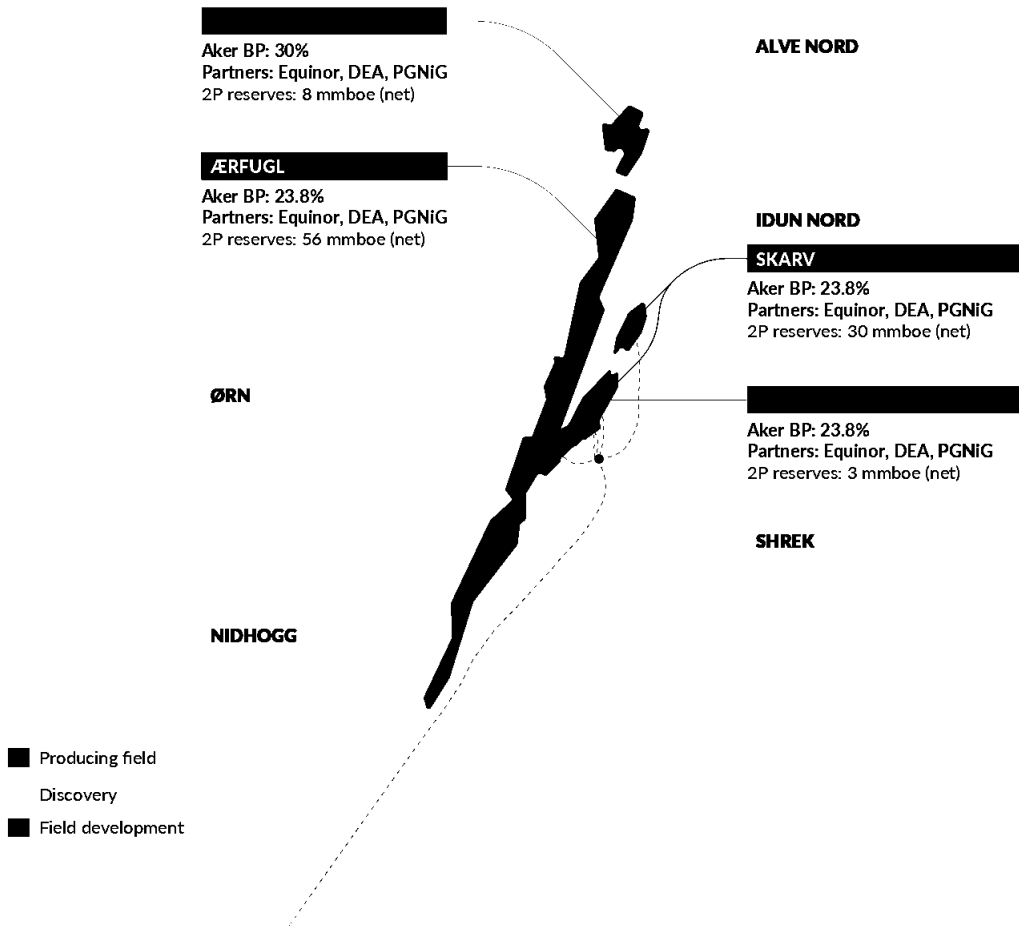 Aker BP: 30%
Partners: Equinor, DEA, PGNiG
2P reserves: 8 mmboe (net)
ÆRFUGL
Aker BP: 23.8%
Partners: Equinor, DEA, PGNiG
2P reserves: 56 mmboe (net)
ØRN
NIDHOGG
ALVE NORD
IDUN NORD
SKARV
Aker BP: 23.8%
Partners: Equinor, DEA, PGNiG
2P reserves: 30 mmboe (net)
Aker BP: 23.8%
Partners: Equinor, DEA, PGNiG
2P reserves: 3 mmboe (net)
SHREK
Producing field
Discovery
Field development